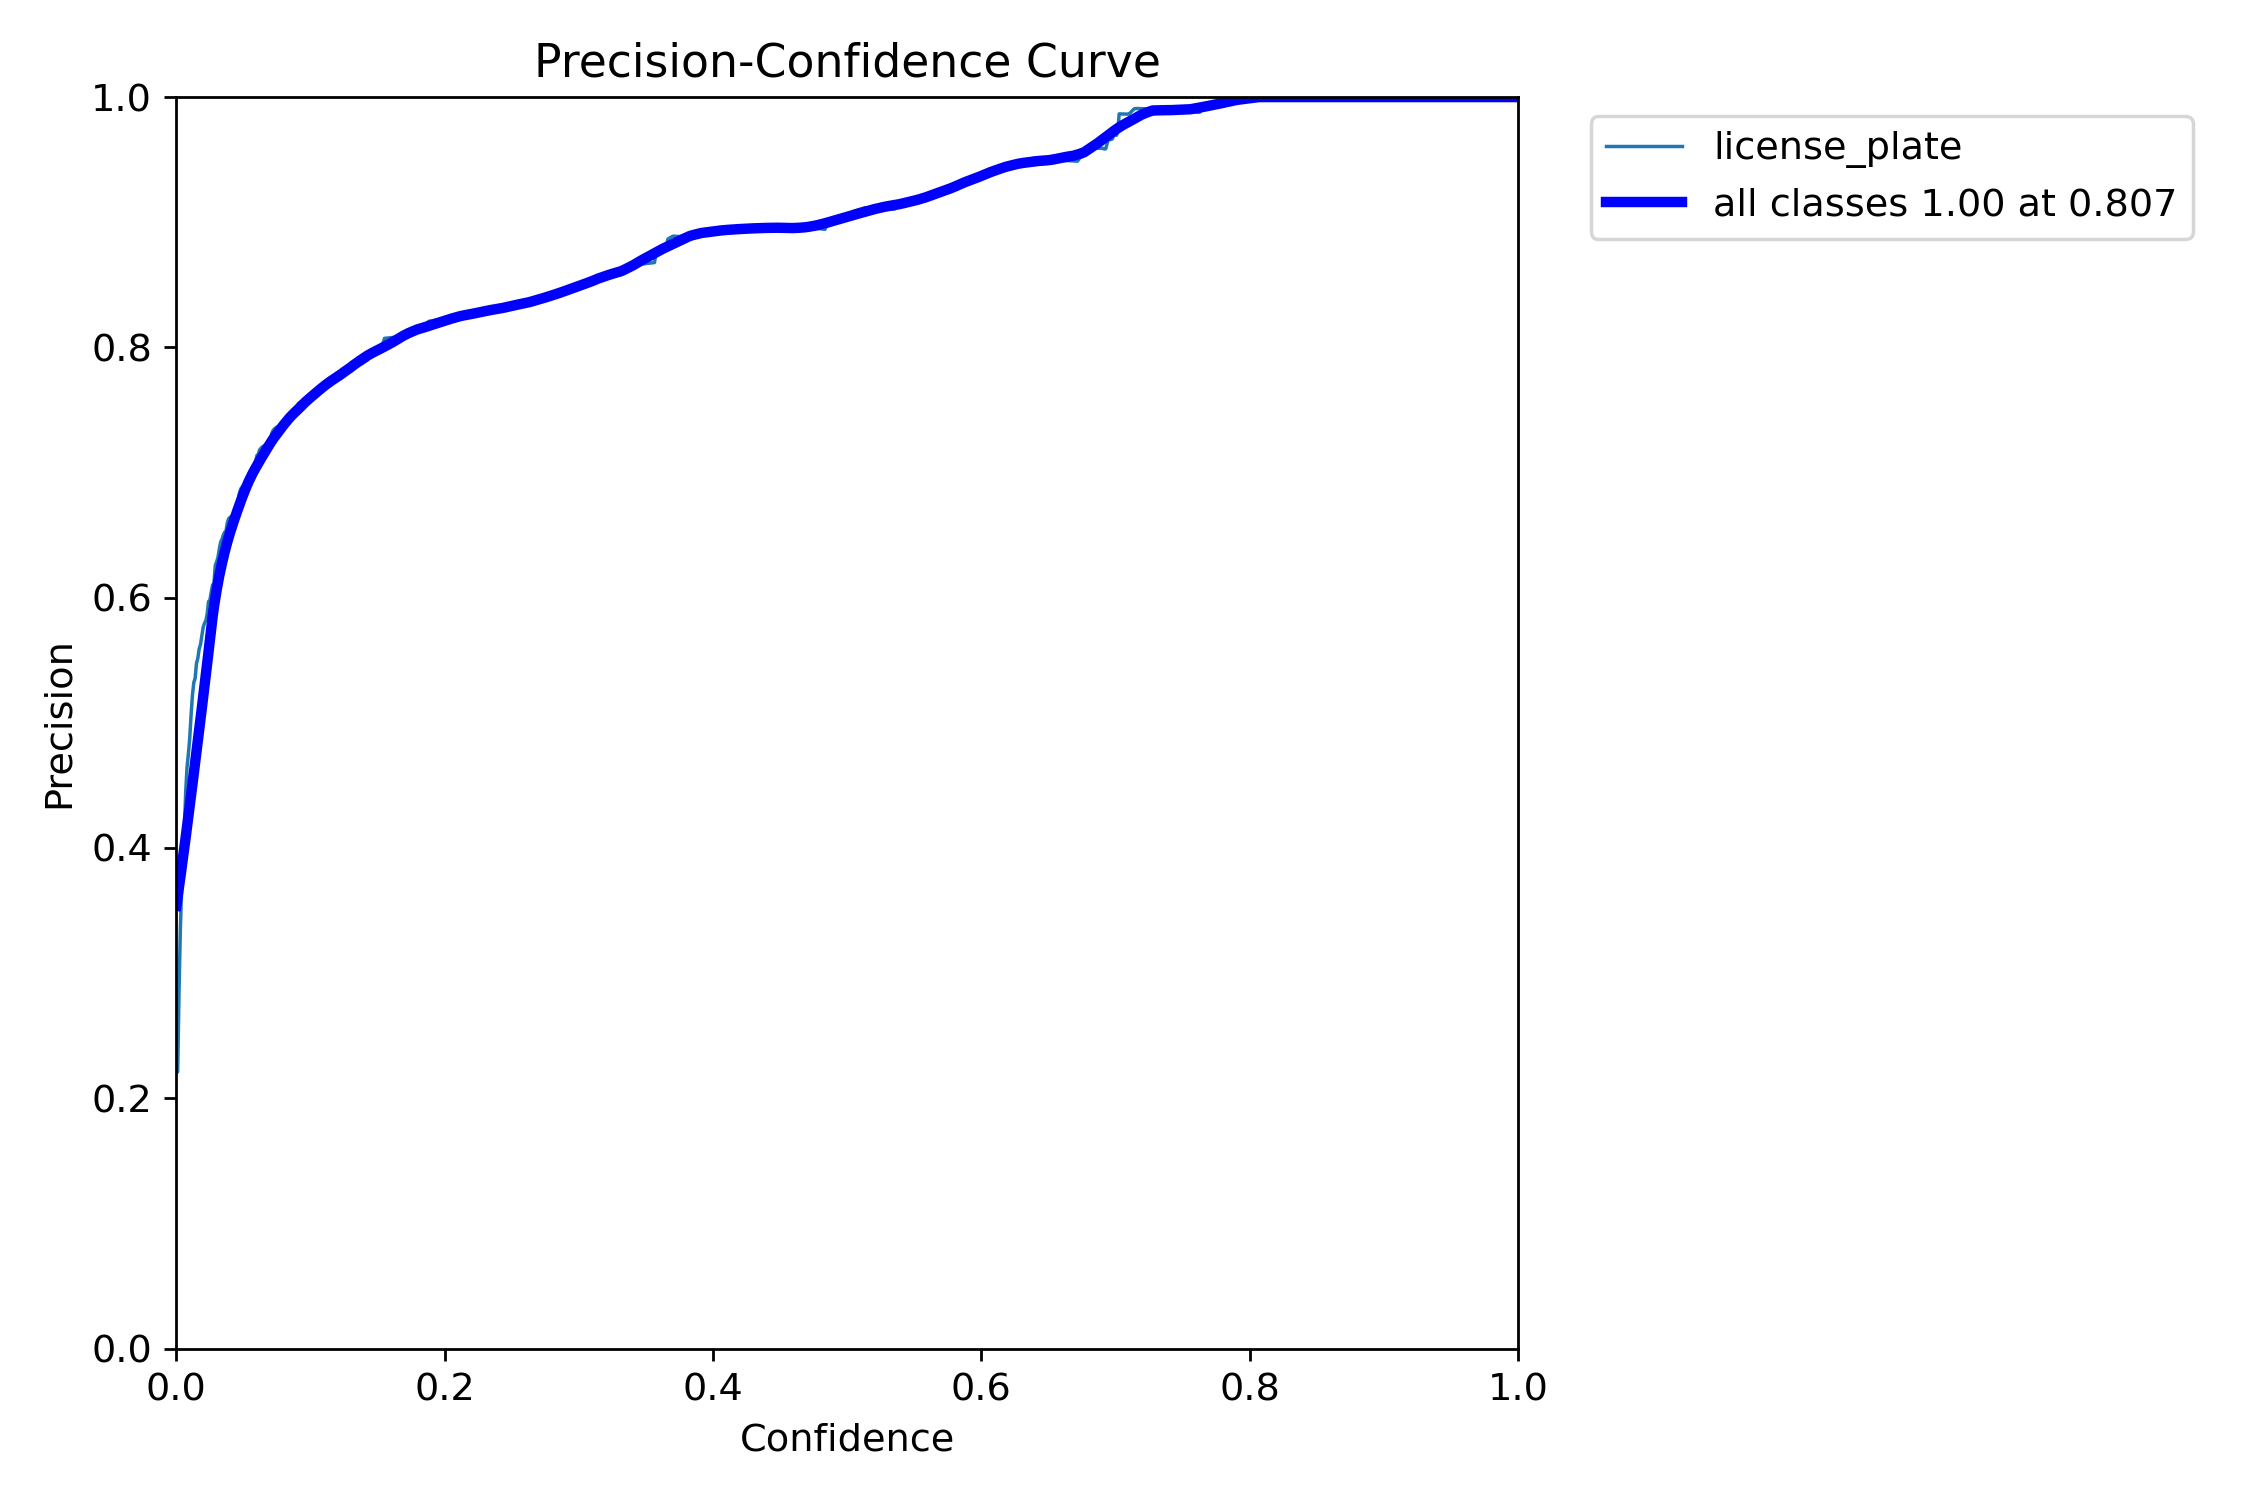 Precision-Confidence Curve
1.0
0.8
0.6
0.4
0.2
0.0
Precision
0.0 0.2 0.4 0.6 0.8 1.0
Confidence
license_plate
all classes 1.00 at 0.807